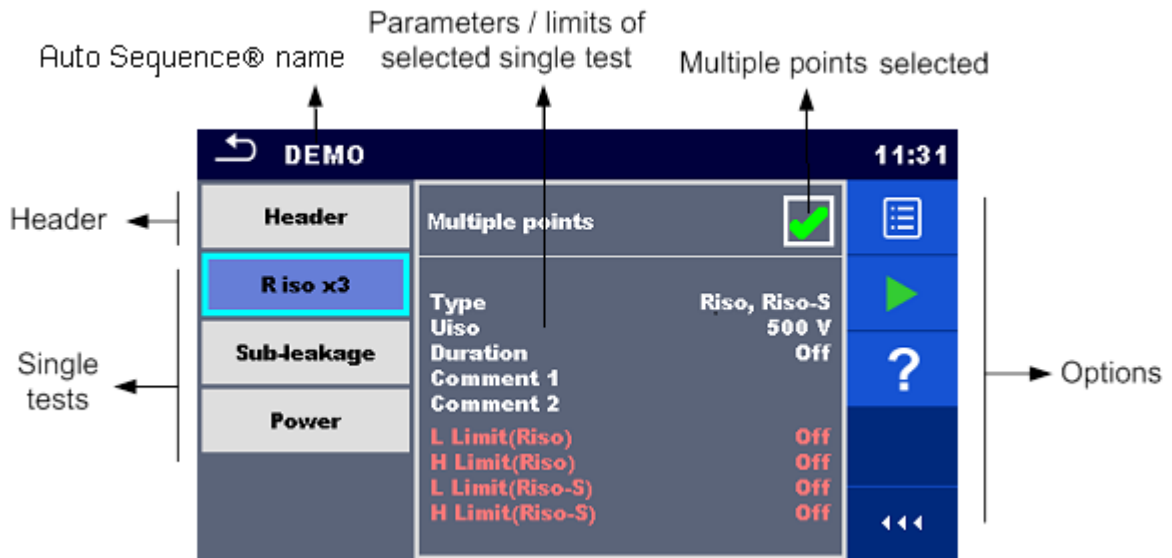 Parameters / limits of
selected single test
Auto Sequence® name
Multiple points selected
DEMO
11:31
Header
Header
Single
tests
R iso x3
Sub-leakage
Power
Multiple points
Type Riso, Riso-S
Uiso 500 V
Duration Off
Comment 1
Comment 2
L Limit(Riso) Off
H Limit(Riso) Off
L Limit(Riso-S) Off
H Limit(Riso-S) Off
?
Options